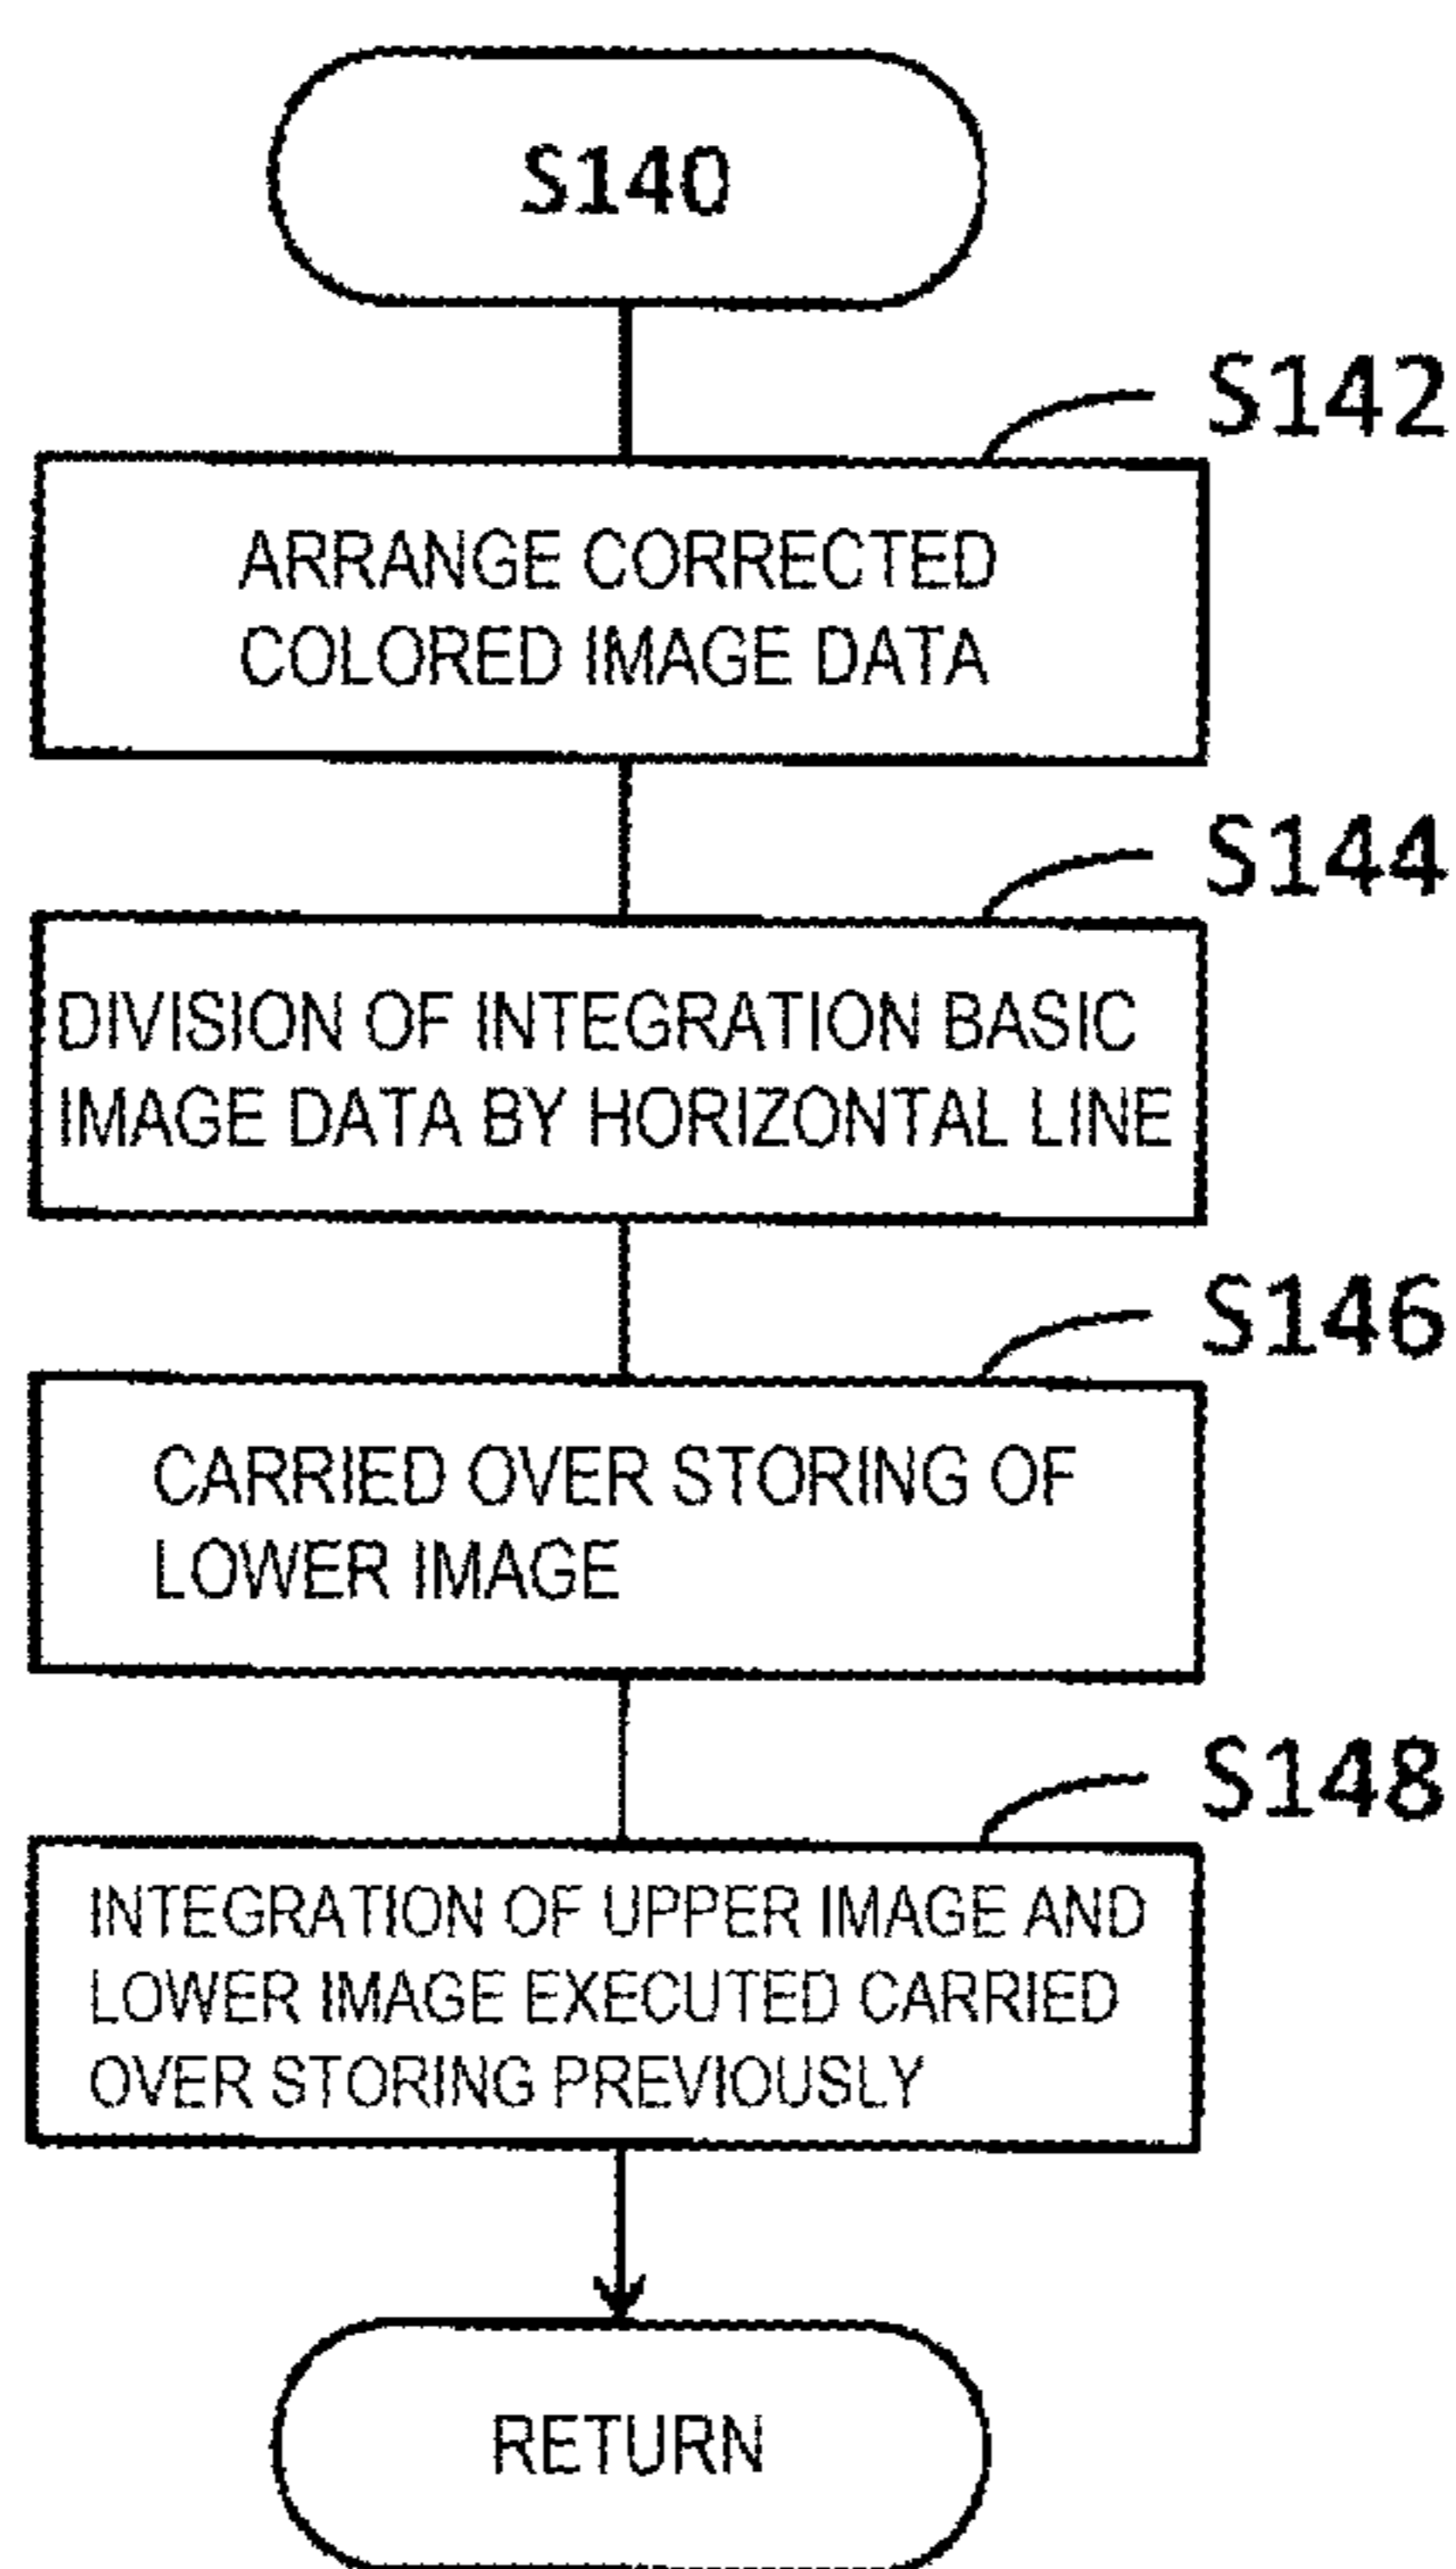 S140
S142
ARRANGE CORRECTED
COLORED IMAGE DATA
S144
DIVISION OF INTEGRATION BASIC
IMAGE DATA BY HORIZONTAL LINE
S146
CARRIED OVER STORING OF
LOWER IMAGE
S148
INTEGRATION OF UPPER IMAGE AND
LOWER IMAGE EXECUTED CARRIED
OVER STORING PREVIOUSLY
RETURN